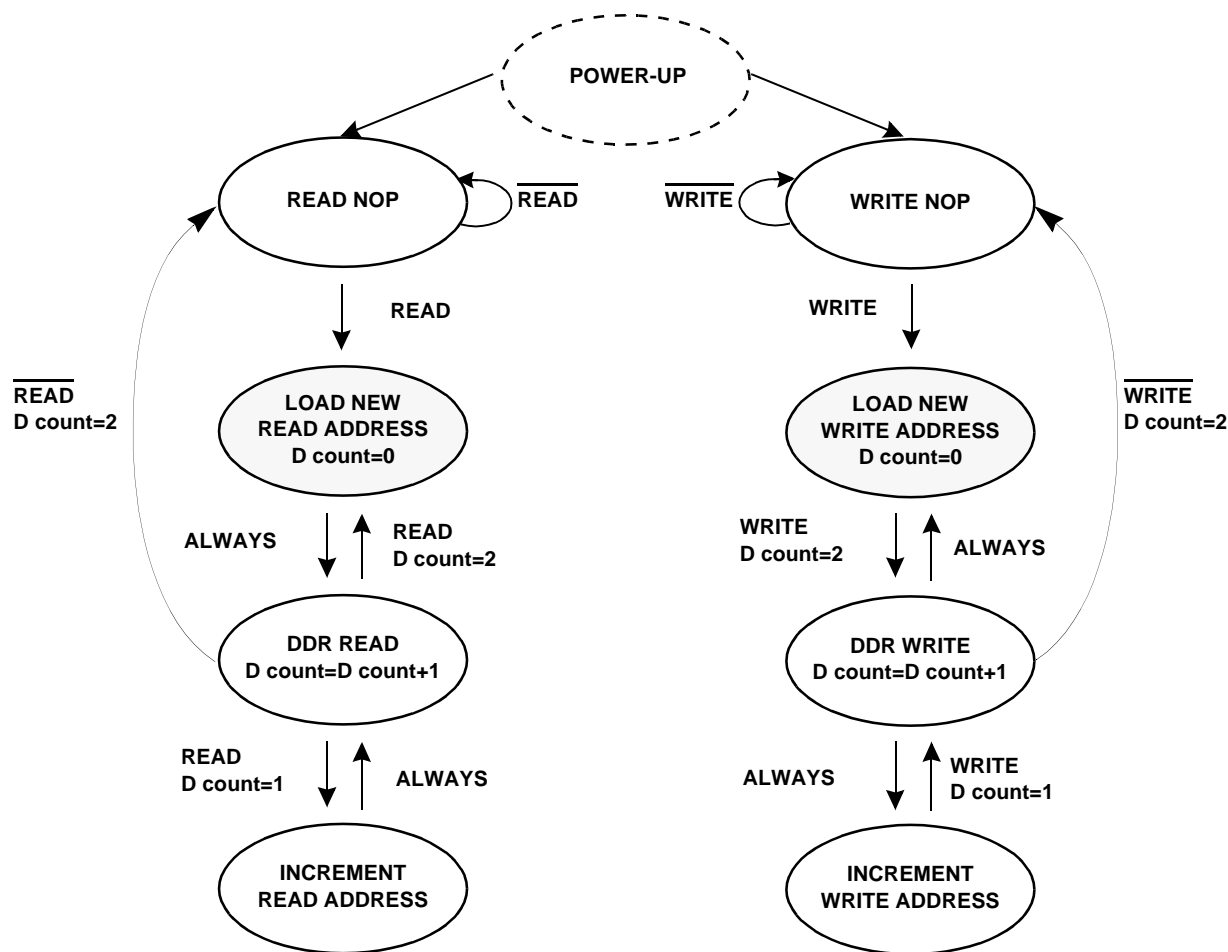 POWER-UP
READ NOP
READ
WRITE
WRITE NOP
READ
WRITE
READ
D count=2
LOAD NEW
READ ADDRESS
D count=0
LOAD NEW
WRITE ADDRESS
D count=0
WRITE
D count=2
ALWAYS
READ
D count=2
WRITE
D count=2
ALWAYS
DDR READ
D count=D count+1
DDR WRITE
D count=D count+1
READ
D count=1
ALWAYS
ALWAYS
WRITE
D count=1
INCREMENT
READ ADDRESS
INCREMENT
WRITE ADDRESS